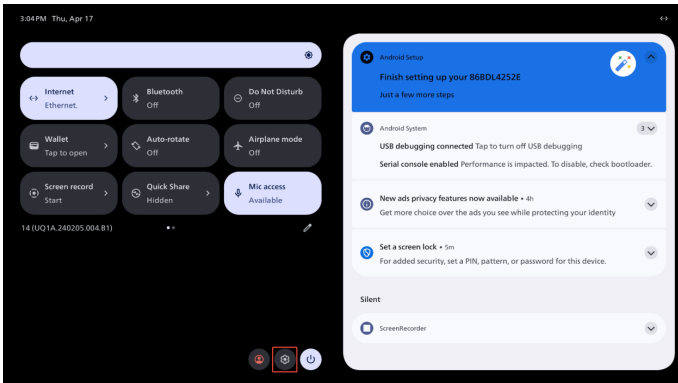 3:04 PM Thu, Apr 17
Internet
Ethernet.
Bluetooth
Off
Do Not Disturb
Off
Wallet
Tap to open
Auto-rotate
Off
Airplane mode
Off
Screen record
Start
Quick Share
Hidden
Mic access
Available
14 (UQ1A.240205.004.B1)
Android Setup
Finish setting up your 86BDL4252E
Just a few more steps
Android System
3
USB debugging connected Tap to turn off USB debugging
Serial console enabled Performance is impacted. To disable, check bootloader.
New ads privacy features now available • 4h
Get more choice over the ads you see while protecting your identity
Set a screen lock • 5m
For added security, set a PIN, pattern, or password for this device.
Silent
ScreenRecorder